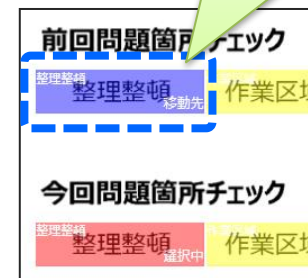 前回問題箇所チェック
整理整頓
整理整頓
移動先
作業区
今回問題箇所チェック
整理整頓
整理整頓
選択中
作業区